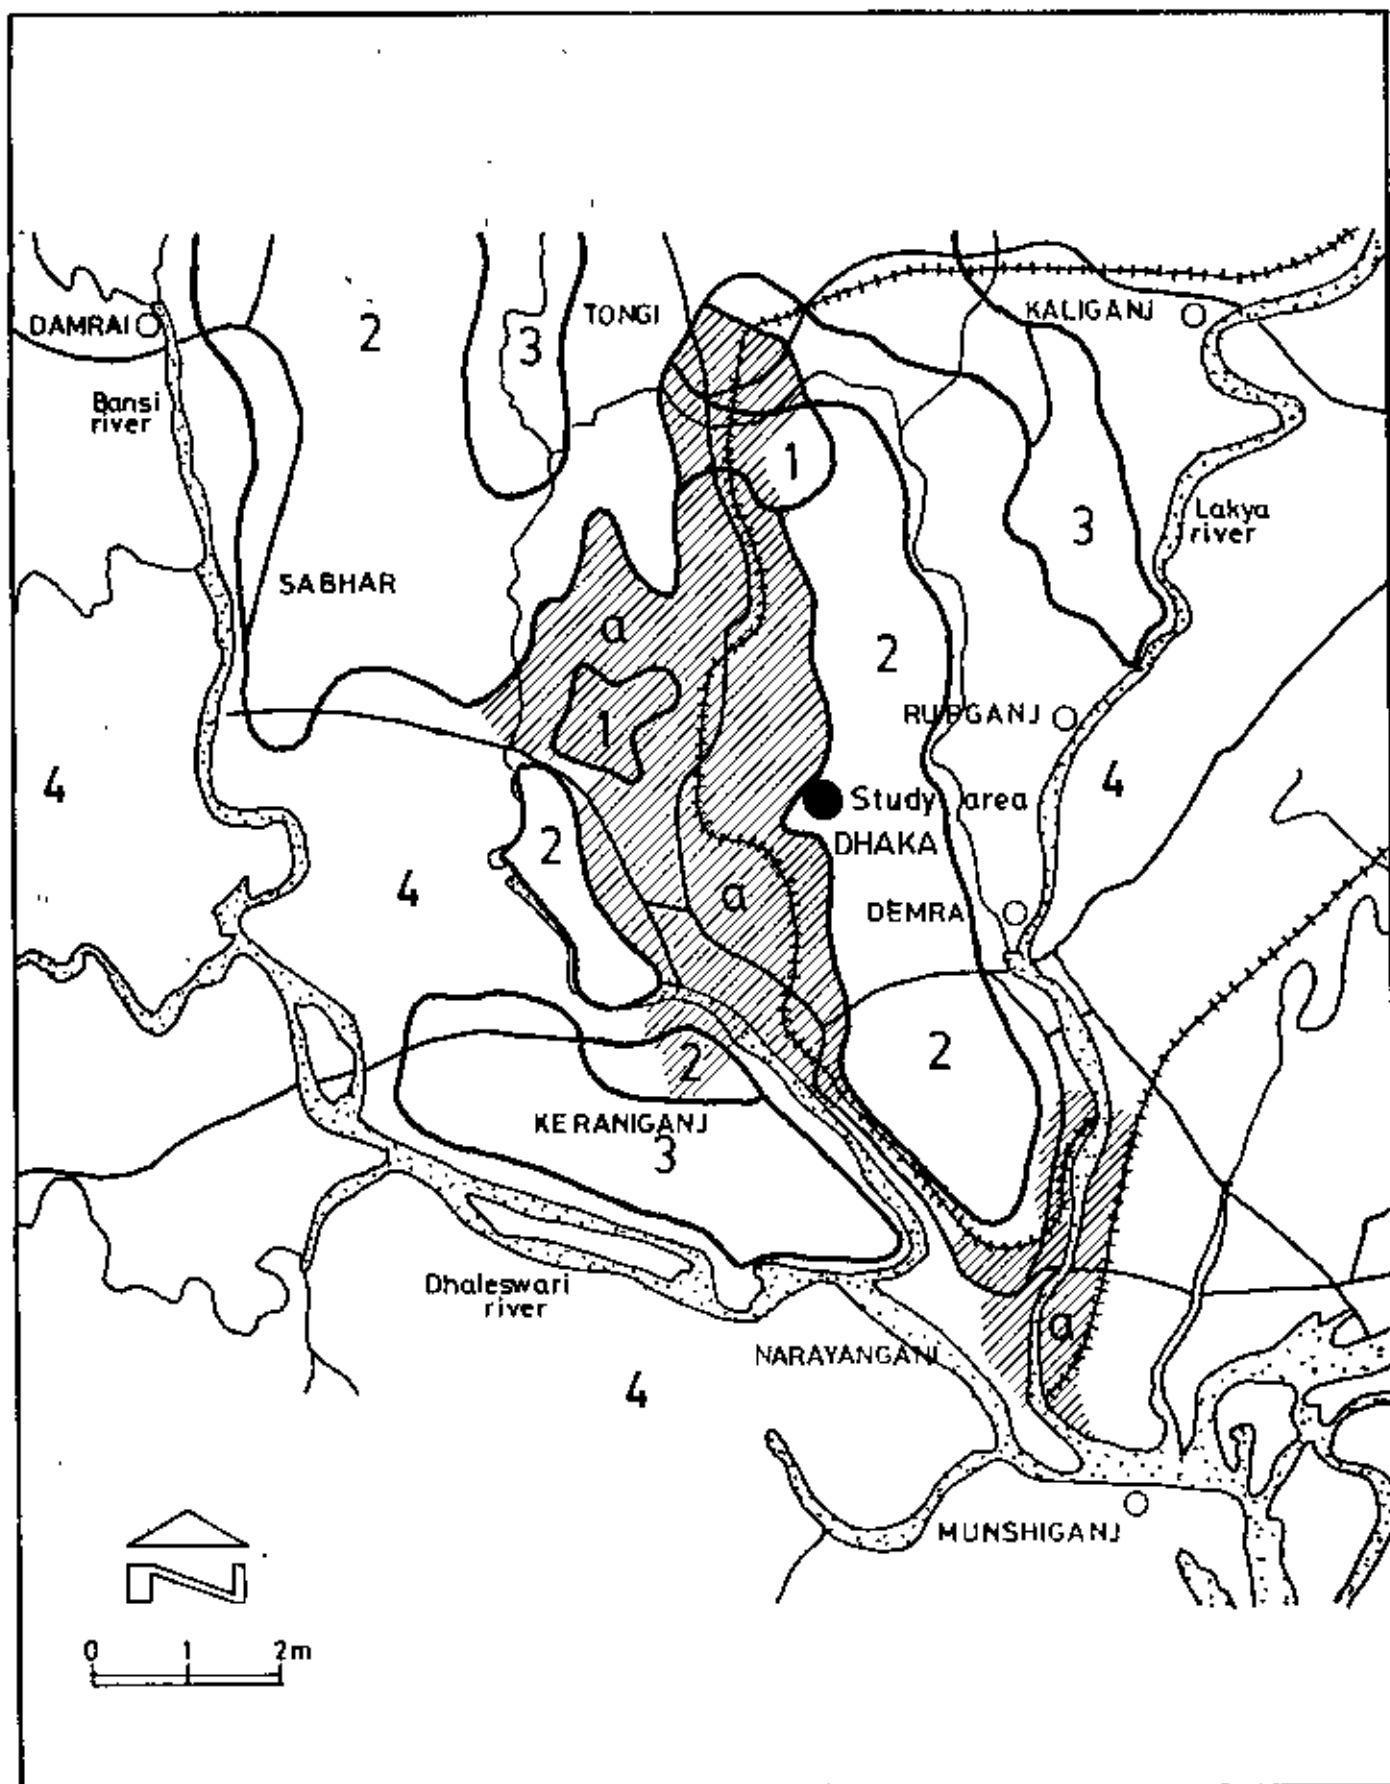 TONGI
KALIGANJ
DAMRAI
2
3
Bansi
river
1
Lakya
river
3
SABHAR
a
2
1
RUPGANJ
4
4
Study area
DHAKA
2
4
a
DEMRA
2
2
KERANIGANJ
3
Dhaleswari
river
a
NARAYANGANJ
4
MUNSHIGANJ
N
0 1 2m